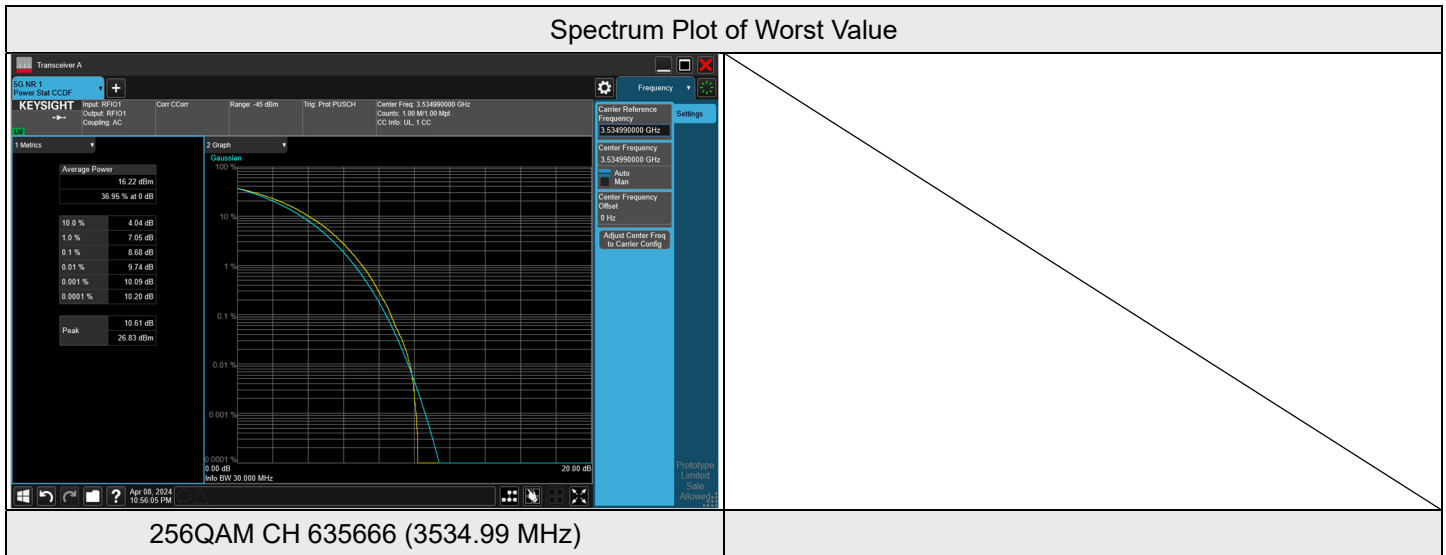 Spectrum Plot of Worst Value
Transceiver A
5G NR 1
Power Stat CCDF
Frequency
KEYSIGHT
LXI
Input: RFIO1
Output: RFIO1
Coupling: AC
Corr CCorr
Range: -45 dBm
Trig: Prot PUSCH
Center Freq: 3.534990000 GHz
Counts: 1.00 M/1.00 Mpt
CC Info: UL, 1 CC
1 Metrics
Average Power
16.22 dBm
36.95 % at 0 dB
10.0 % 4.04 dB
1.0 % 7.05 dB
0.1 % 8.68 dB
0.01 % 9.74 dB
0.001 % 10.09 dB
0.0001 % 10.20 dB
Peak
10.61 dB
26.83 dBm
2 Graph
Gaussian
100 %
10 %
1 %
0.1 %
0.01 %
0.001 %
0.0001 %
0.00 dB
20.00 dB
Info BW 30.000 MHz
Carrier Reference
Frequency
3.534990000 GHz
Center Frequency
3.534990000 GHz
Auto
Man
Center Frequency
Offset
0 Hz
Adjust Center Freq
to Carrier Config
Settings
Prototype
Limited
Sale
Allowed
Apr 08, 2024
10:56:05 PM
256QAM CH 635666 (3534.99 MHz)